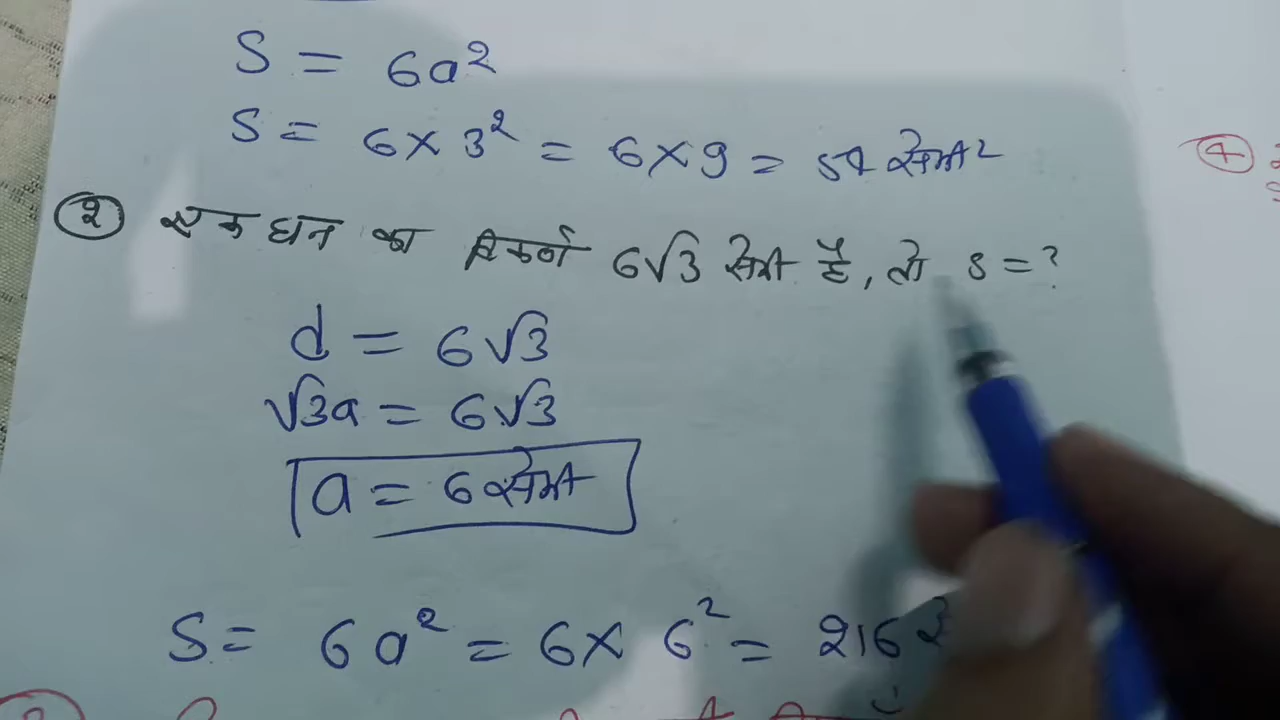 S = 6a²
S = 6 × 3² = 6 × 9 = 54 सेमी²
② एक घन का विकर्ण 6√3 सेमी है, तो s = ?
d = 6√3
√3a = 6√3
a = 6 सेमी
S = 6a² = 6 × 6² = 216
④